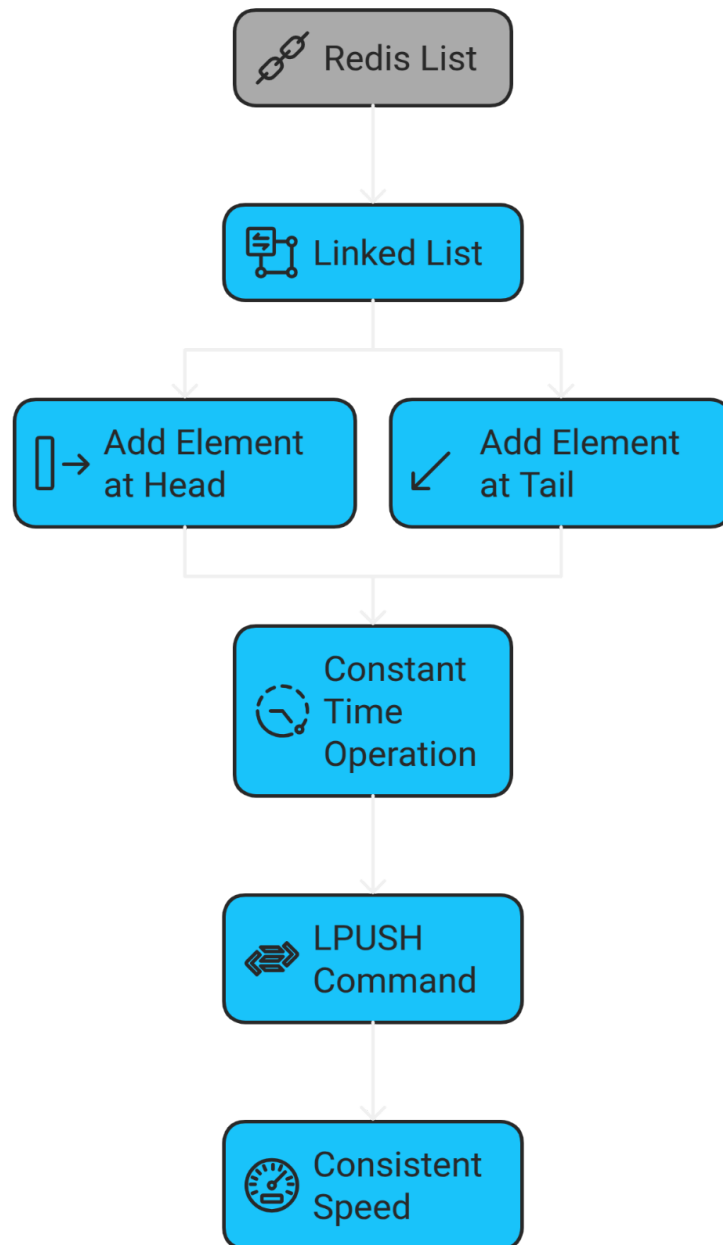 Redis List
Linked List
Add Element
at Head
Add Element
at Tail
Constant
Time
Operation
LPUSH
Command
Consistent
Speed